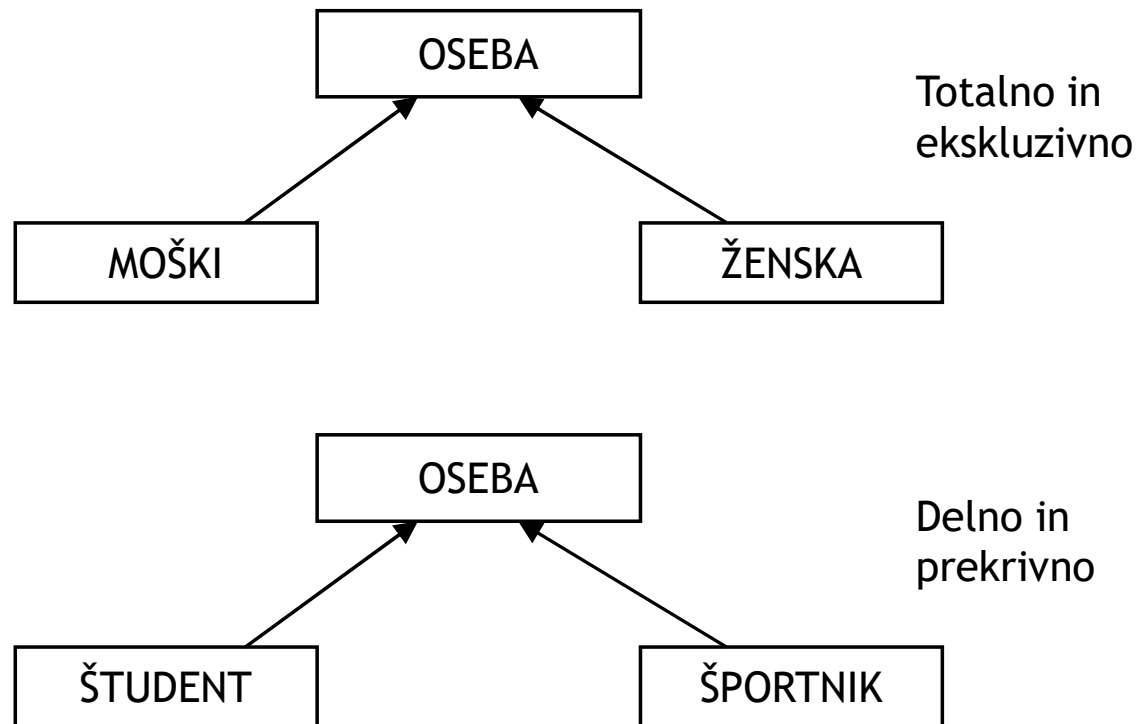 OSEBA
Totalno in
ekskluzivno
MOŠKI
ŽENSKA
OSEBA
Delno in
prekrivno
ŠTUDENT
ŠPORTNIK